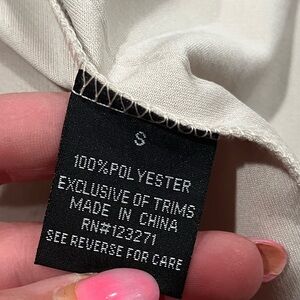 S
100%POLYESTER
EXCLUSIVE OF TRIMS
MADE IN CHINA
RN#123271
SEE REVERSE FOR CARE